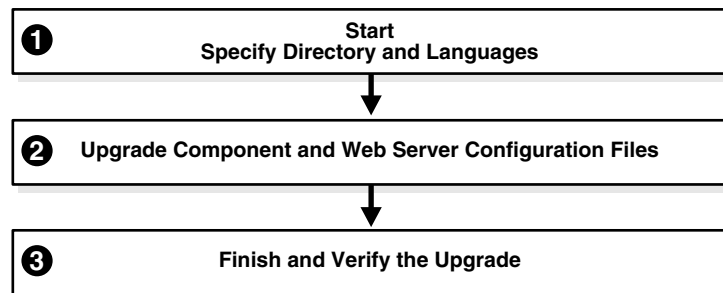 1 Start
Specify Directory and Languages
2 Upgrade Component and Web Server Configuration Files
3 Finish and Verify the Upgrade